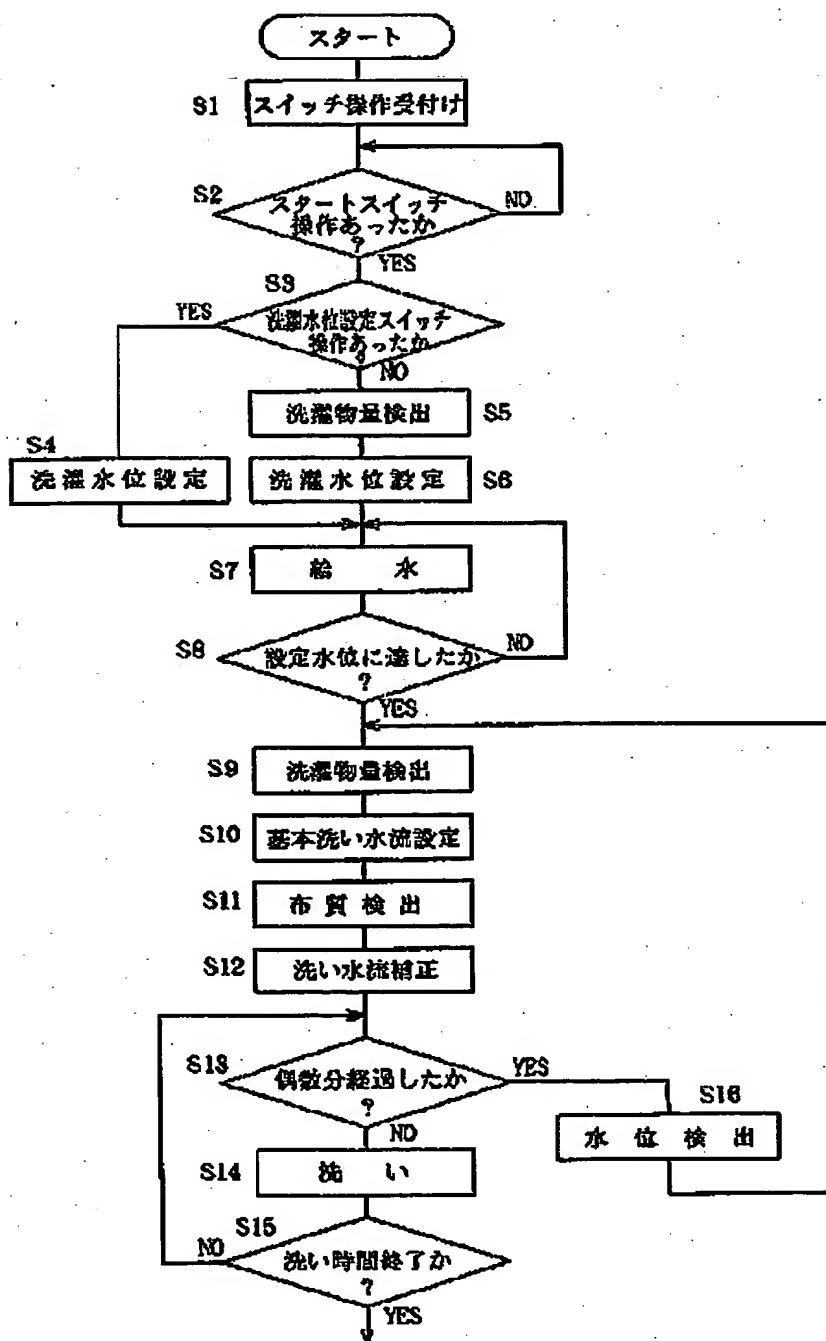 スタート
S1 スイッチ操作受付け
S2 スタートスイッチ
操作あったか
?
NO
YES
S3
YES
洗濯水位設定スイッチ
操作あったか
?
NO
洗濯物量検出 S5
S4
洗濯水位設定
洗濯水位設定 S6
S7 給水
S8 設定水位に達したか
?
NO
YES
S9 洗濯物量検出
S10 基本洗い水流設定
S11 布質検出
S12 洗い水流補正
S13 偶数分経過したか
?
YES
NO
S16
水位検出
S14 洗い
S15
NO
洗い時間終了か
?
YES